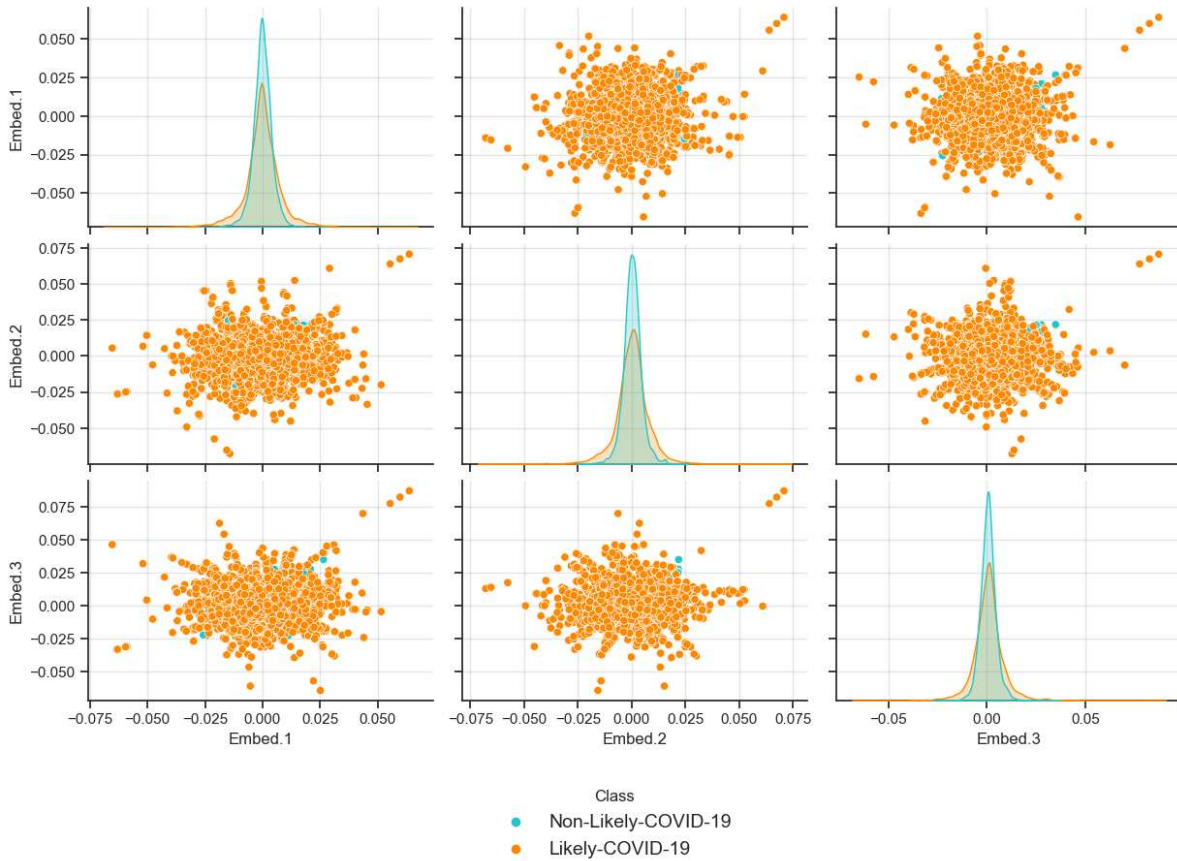 0.050
0.025
0.000
−0.025
−0.050
Embed.1
0.075
0.050
0.025
0.000
−0.025
−0.050
Embed.2
0.075
0.050
0.025
0.000
−0.025
−0.050
Embed.3
−0.075 −0.050 −0.025 0.000 0.025 0.050
−0.075 −0.050 −0.025 0.000 0.025 0.050 0.075
−0.05 0.00 0.05
Embed.1 Embed.2 Embed.3
Class
Non-Likely-COVID-19
Likely-COVID-19